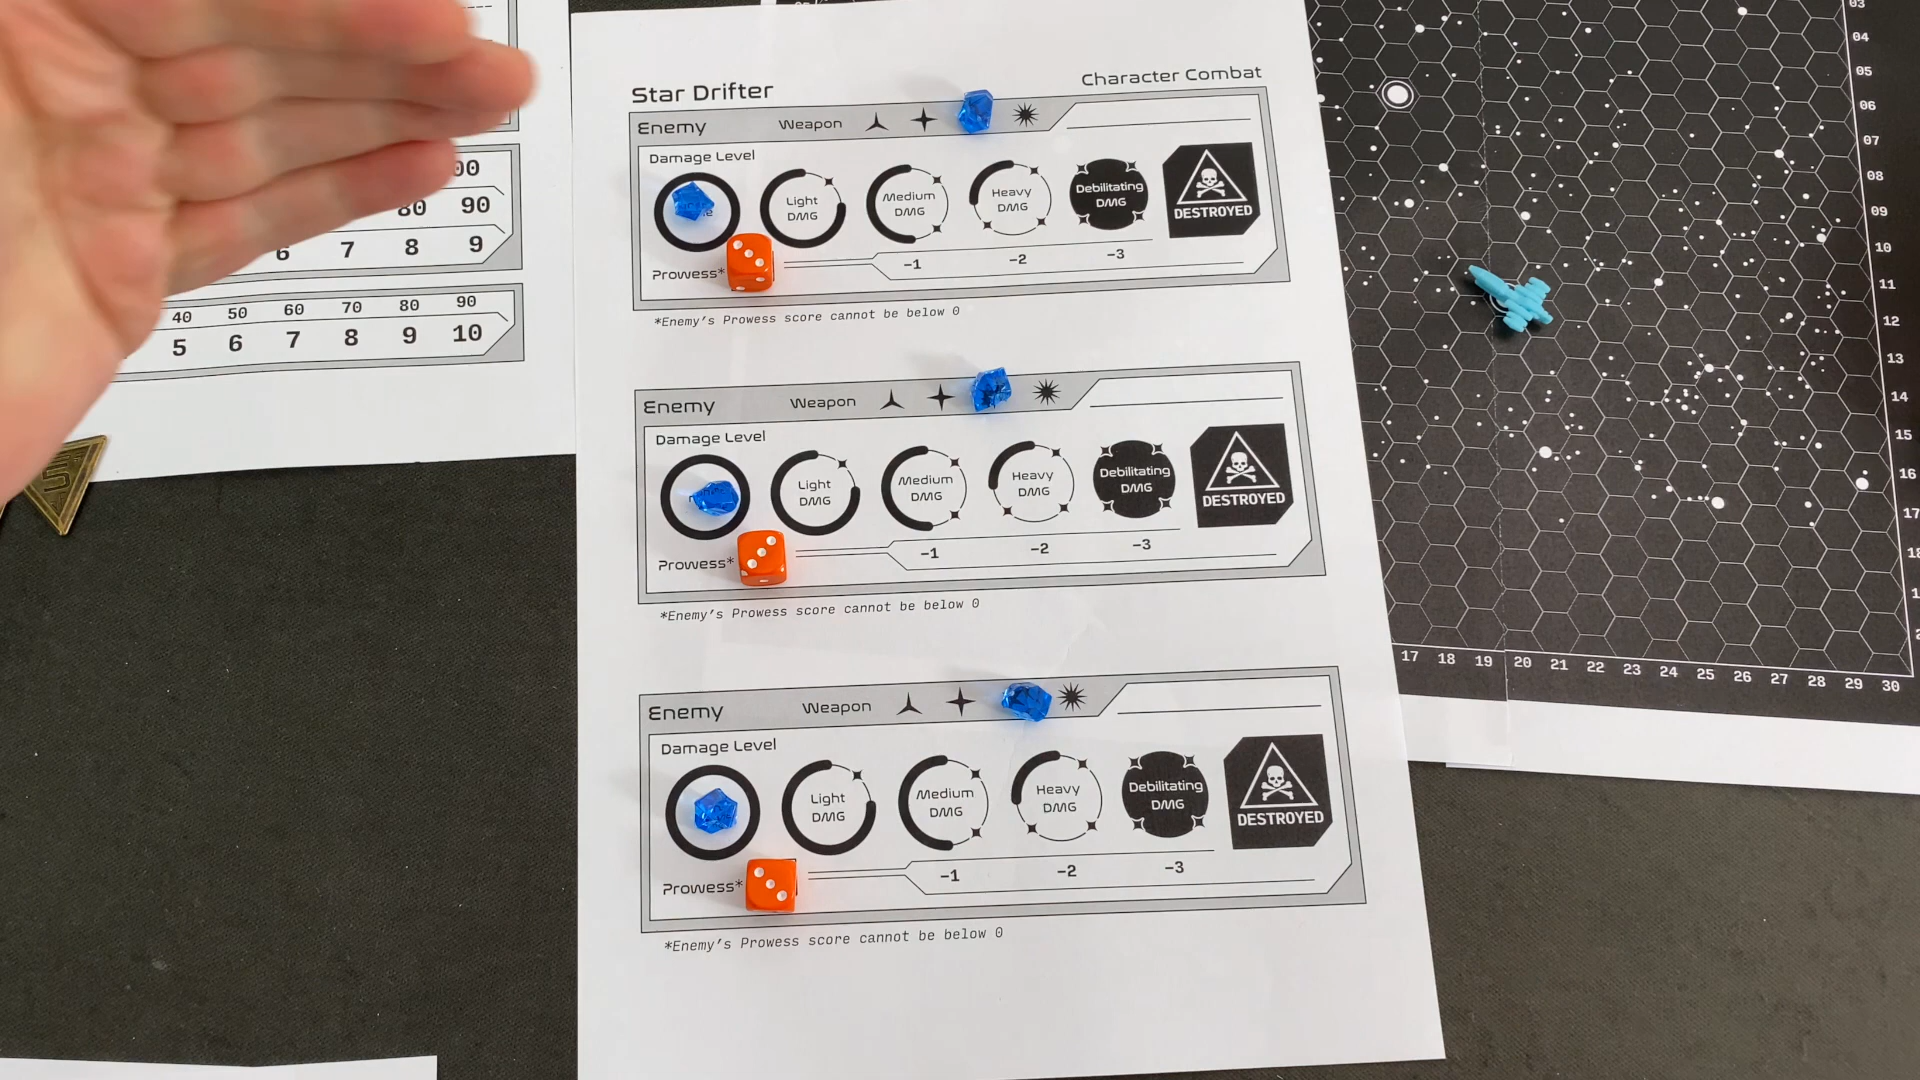 Star Drifter
Character Combat
Enemy Weapon
Damage Level
Light DMG
Medium DMG
Heavy DMG
Debilitating DMG
DESTROYED
Prowess*
-1 -2 -3
*Enemy's Prowess score cannot be below 0
Enemy Weapon
Damage Level
Light DMG
Medium DMG
Heavy DMG
Debilitating DMG
DESTROYED
Prowess*
-1 -2 -3
*Enemy's Prowess score cannot be below 0
Enemy Weapon
Damage Level
Light DMG
Medium DMG
Heavy DMG
Debilitating DMG
DESTROYED
Prowess*
-1 -2 -3
*Enemy's Prowess score cannot be below 0
80 90
6 7 8 9
40 50 60 70 80 90
5 6 7 8 9 10
03
04
05
06
07
08
09
10
11
12
13
14
15
16
17
17 18 19 20 21 22 23 24 25 26 27 28 29 30